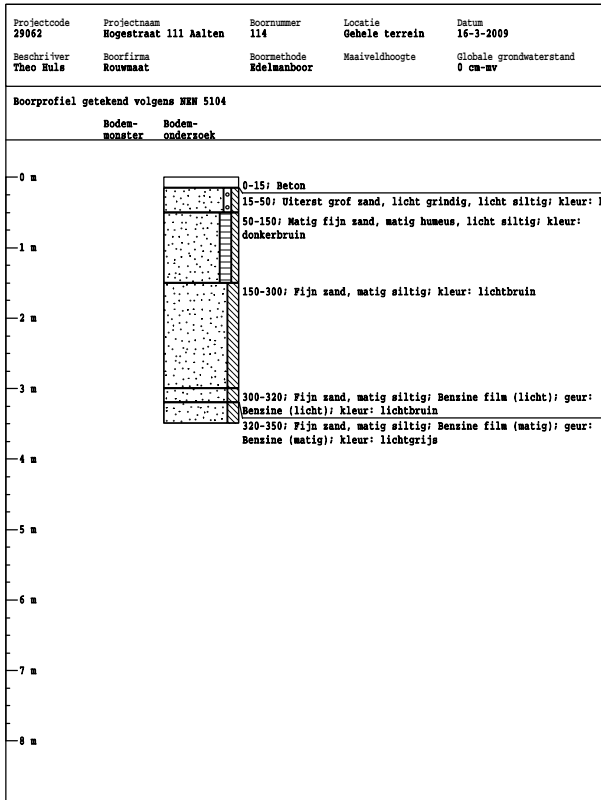 Projectcode Projectnaam Boornummer Locatie Datum
29062 Hogestraat 111 Aalten 114 Gehele terrein 16-3-2009
Beschrijver Boorfirma Boormethode Maaiveldhoogte Globale grondwaterstand
Theo Huls Rouwmaat Edelmanboor 0 cm-mv
Boorprofiel getekend volgens NEN 5104
Bodem- Bodem-
monster onderzoek
0 m
0-15; Beton
15-50; Uiterst grof zand, licht grindig, licht siltig; kleur:
50-150; Matig fijn zand, matig humeus, licht siltig; kleur:
donkerbruin
1 m
150-300; Fijn zand, matig siltig; kleur: lichtbruin
2 m
3 m
300-320; Fijn zand, matig siltig; Benzine film (licht); geur:
Benzine (licht); kleur: lichtbruin
320-350; Fijn zand, matig siltig; Benzine film (matig); geur:
Benzine (matig); kleur: lichtgrijs
4 m
5 m
6 m
7 m
8 m